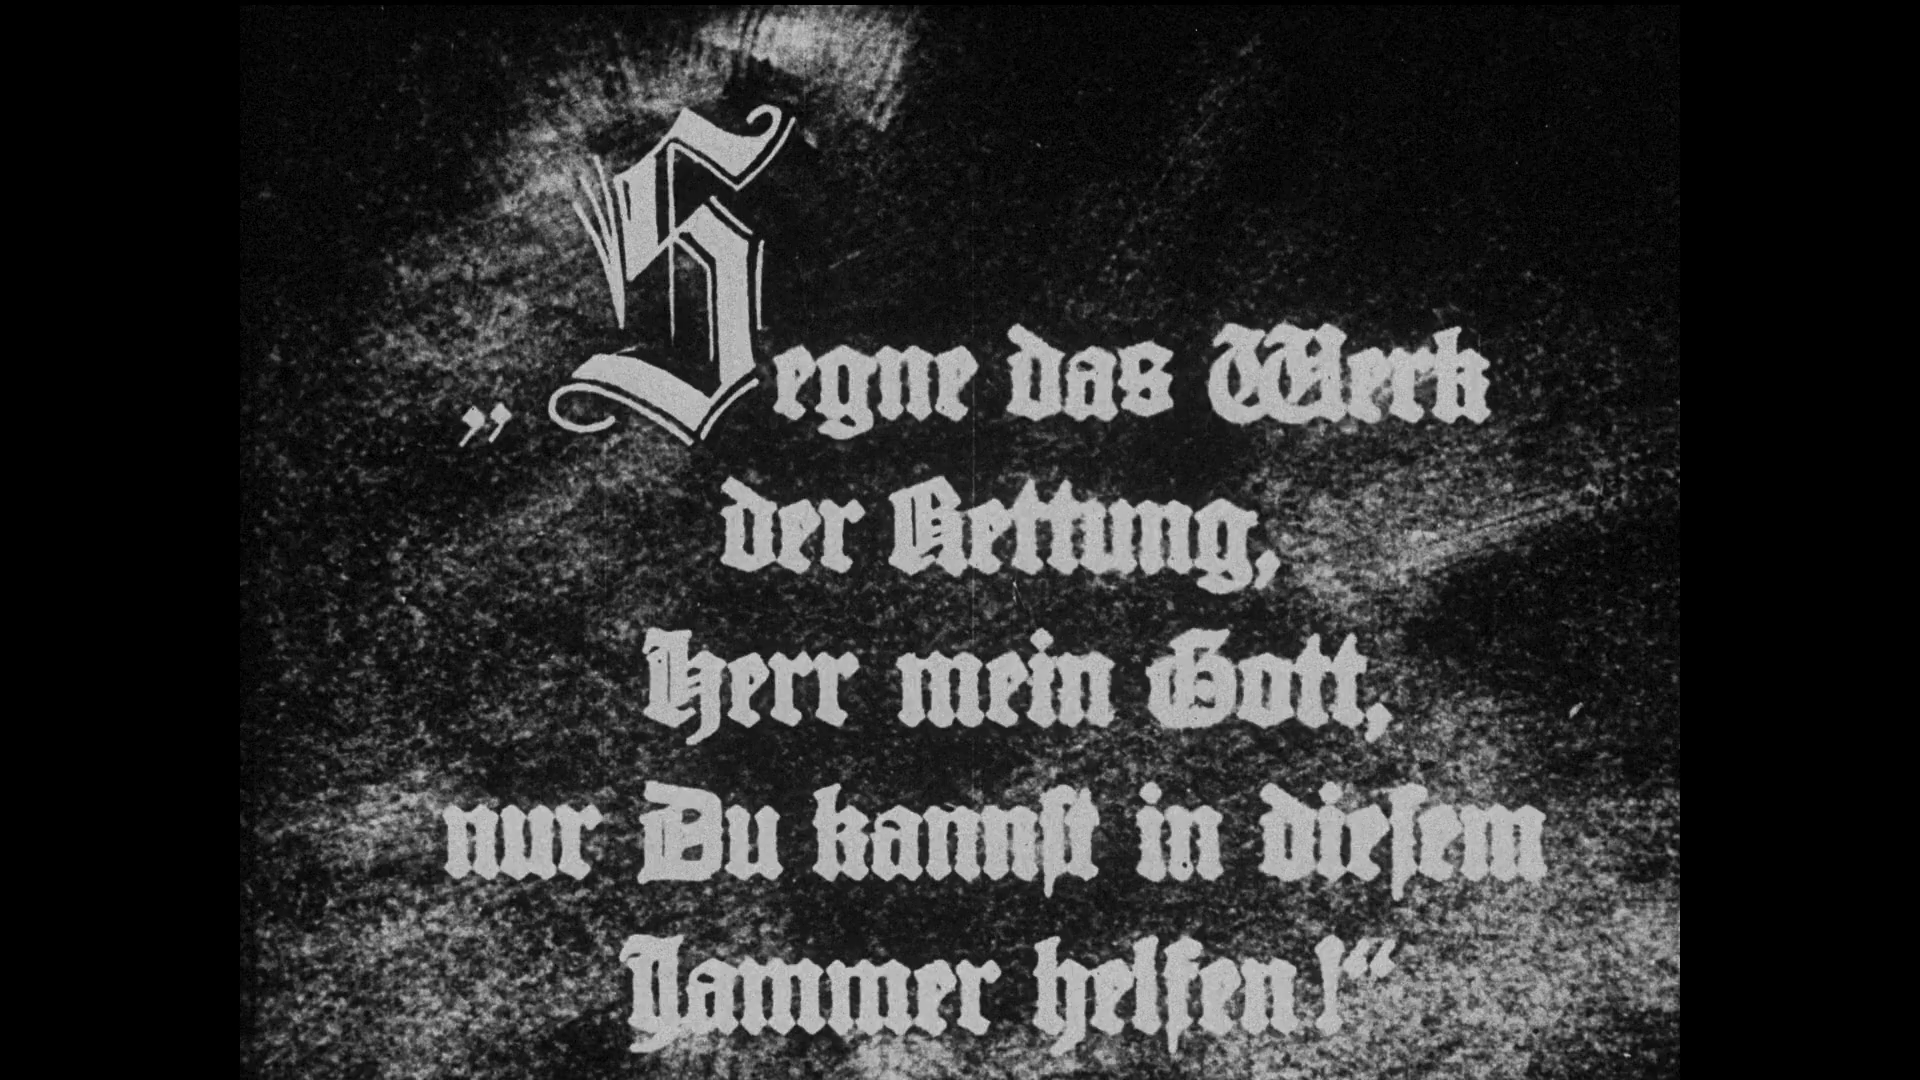 „Segne das Werk
der Rettung,
Herr mein Gott,
nur Du kannſt in dieſem
Jammer helfen!“